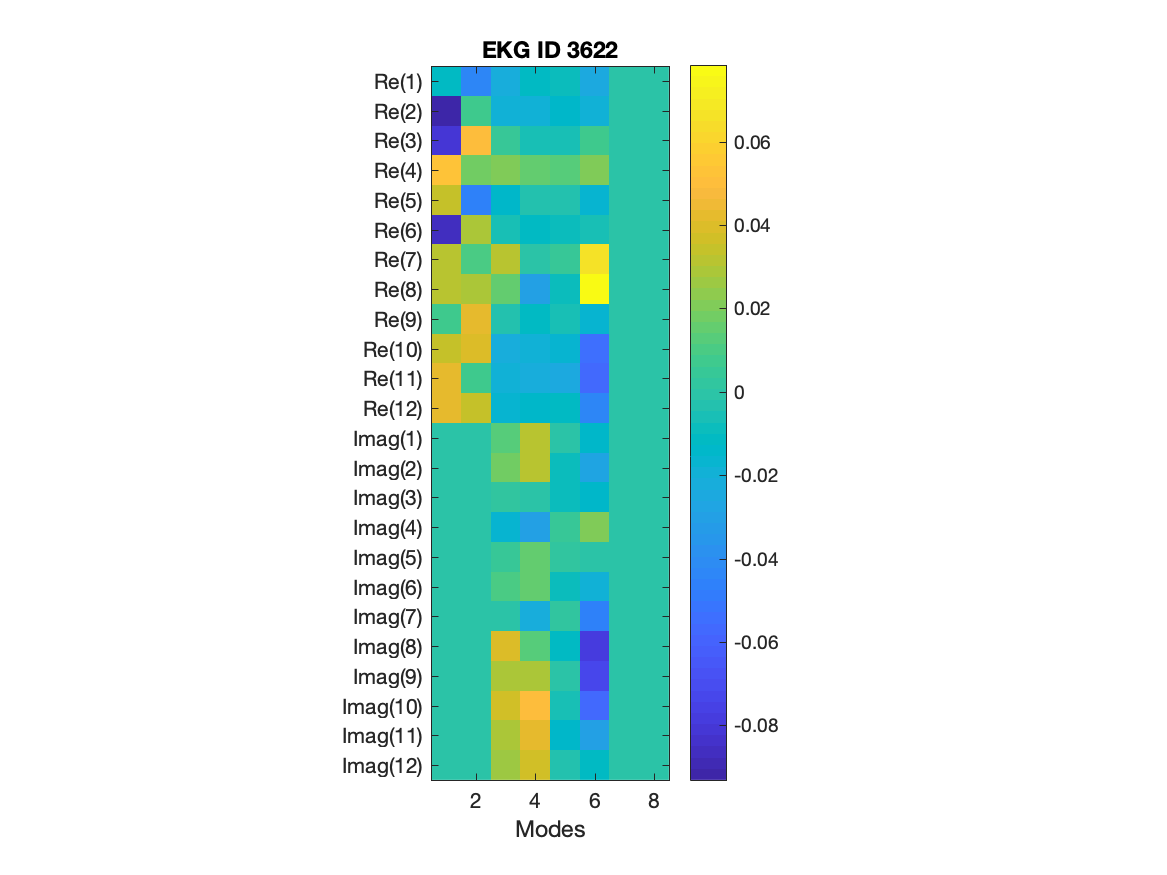 EKG ID 3622
Re(1)
Re(2)
Re(3)
Re(4)
Re(5)
Re(6)
Re(7)
Re(8)
Re(9)
Re(10)
Re(11)
Re(12)
Imag(1)
Imag(2)
Imag(3)
Imag(4)
Imag(5)
Imag(6)
Imag(7)
Imag(8)
Imag(9)
Imag(10)
Imag(11)
Imag(12)
2 4 6 8
Modes
0.06
0.04
0.02
0
-0.02
-0.04
-0.06
-0.08